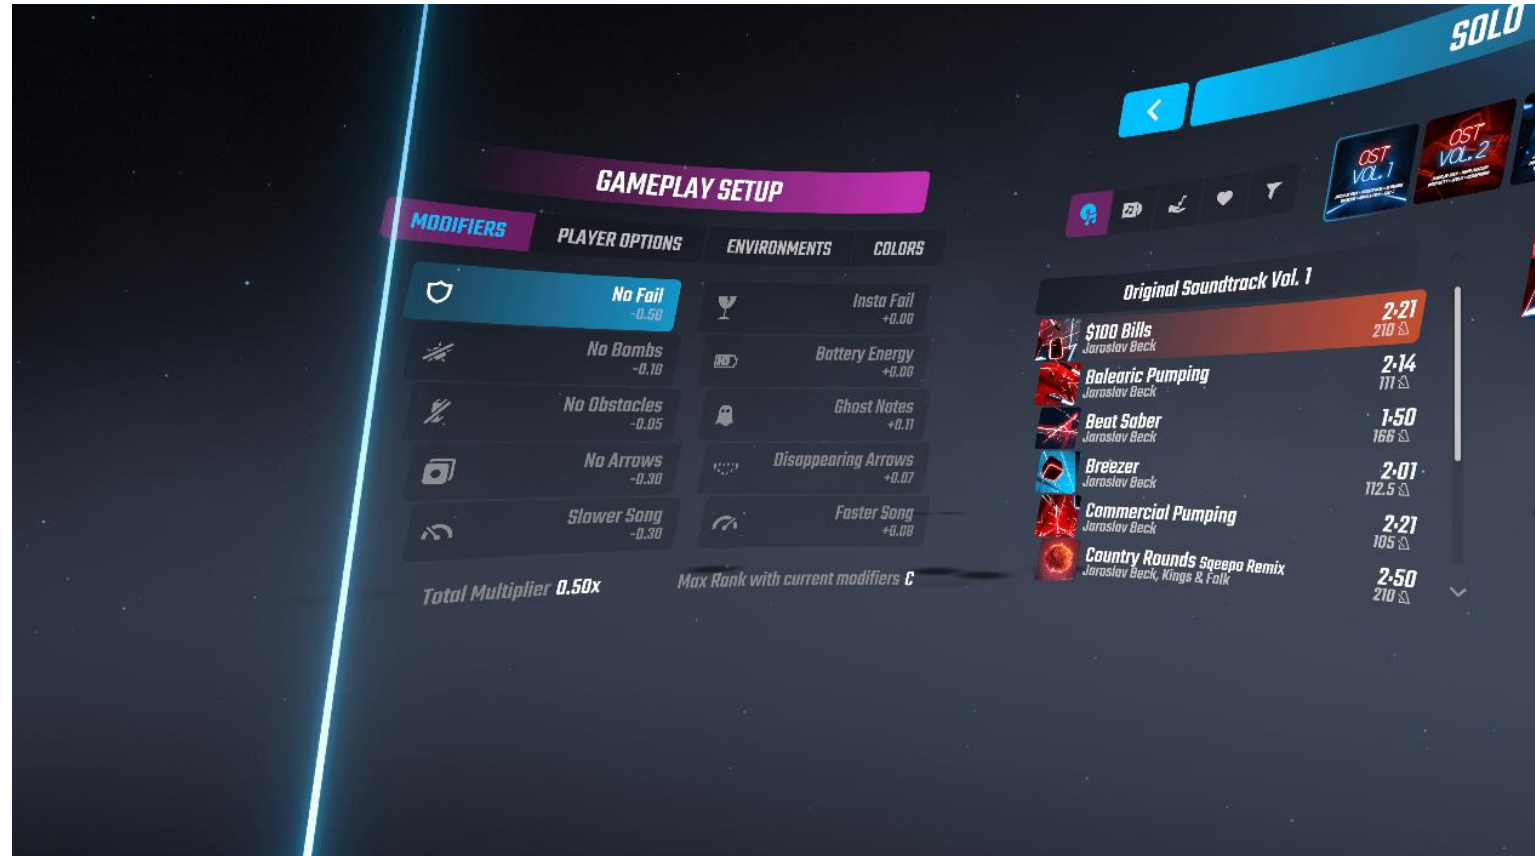 SOLO
GAMEPLAY SETUP
MODIFIERS
PLAYER OPTIONS
ENVIRONMENTS
COLORS
No Fail
-0.50
Insta Fail
+0.00
No Bombs
-0.10
Battery Energy
+0.00
No Obstacles
-0.05
Ghost Notes
+0.11
No Arrows
-0.30
Disappearing Arrows
+0.07
Slower Song
-0.30
Faster Song
+0.08
Total Multiplier 0.50x
Max Rank with current modifiers C
OST
VOL. 1
OST
VOL. 2
Original Soundtrack Vol. 1
$100 Bills
Jaroslav Beck
2:21
210
Balearic Pumping
Jaroslav Beck
2:14
111
Beat Saber
Jaroslav Beck
1:50
166
Breezer
Jaroslav Beck
2:01
112.5
Commercial Pumping
Jaroslav Beck
2:21
105
Country Rounds Sqeepo Remix
Jaroslav Beck, Kings & Folk
2:50
210